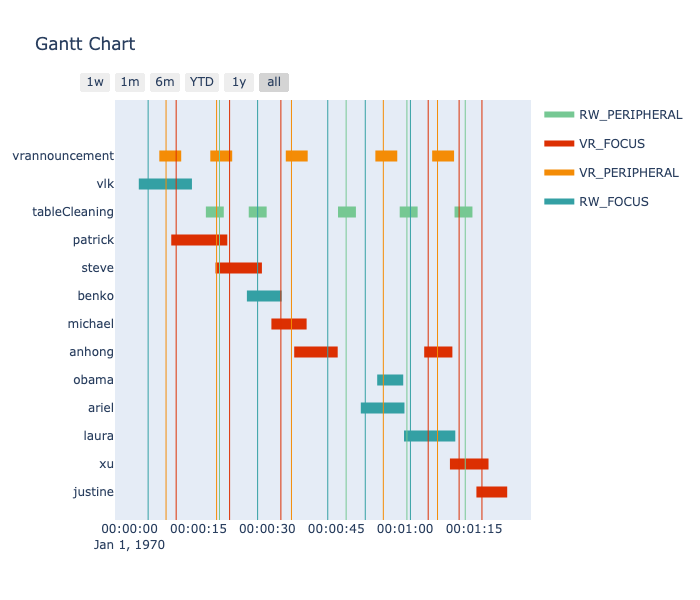 Gantt Chart
1w 1m 6m YTD 1y all
RW_PERIPHERAL
VR_FOCUS
VR_PERIPHERAL
RW_FOCUS
vrannouncement
vlk
tableCleaning
patrick
steve
benko
michael
anhong
obama
ariel
laura
xu
justine
00:00:00 00:00:15 00:00:30 00:00:45 00:01:00 00:01:15
Jan 1, 1970